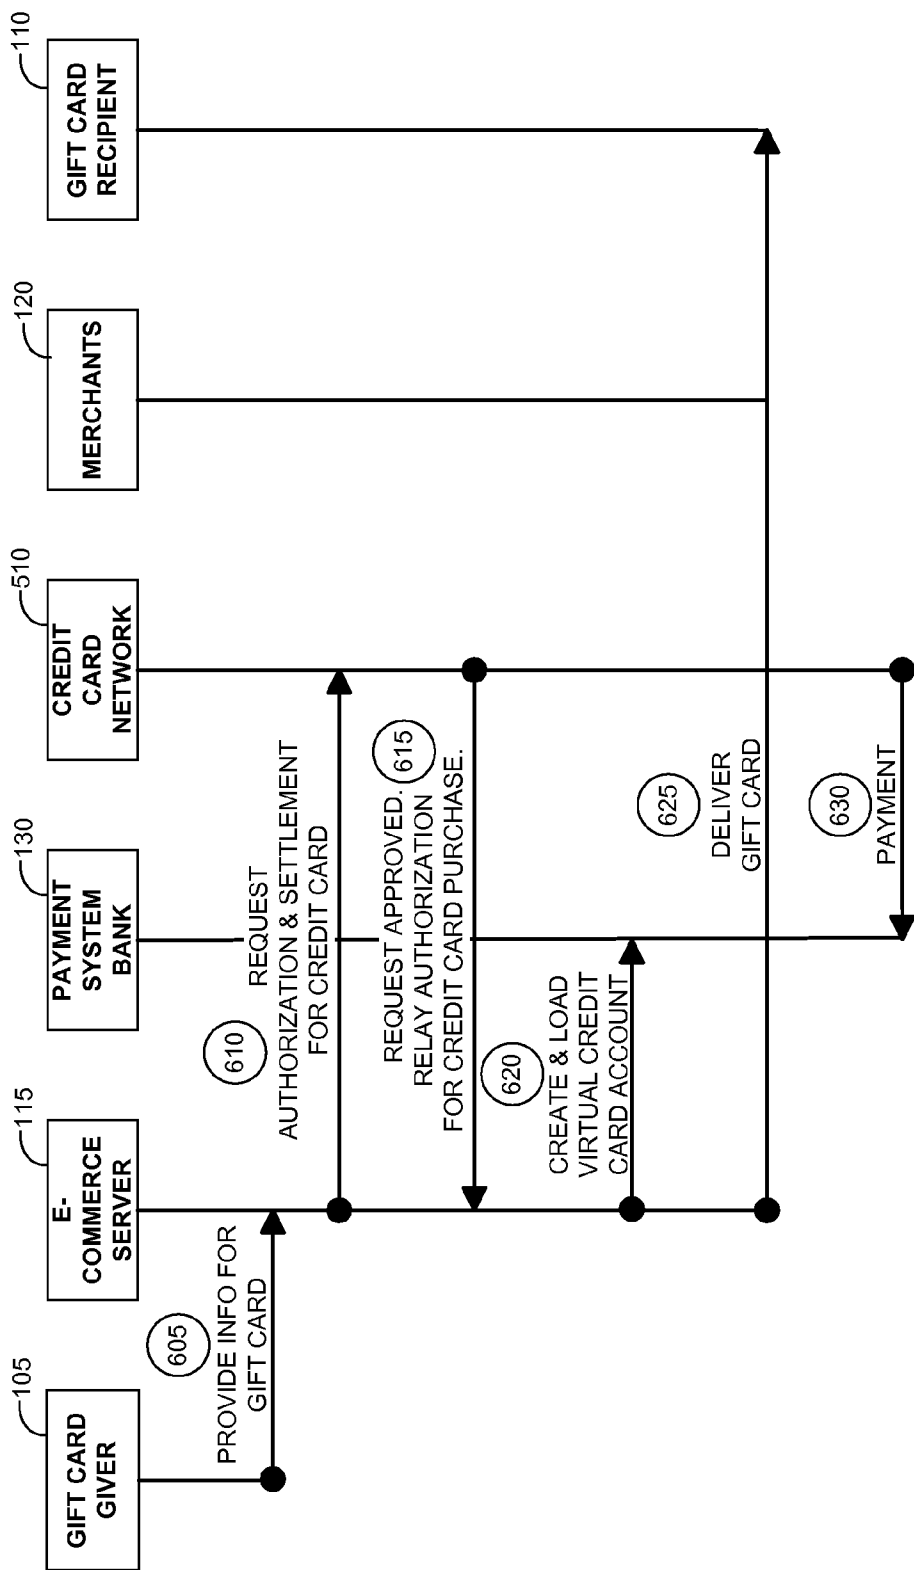 105
GIFT CARD
GIVER
115
E-
COMMERCE
SERVER
130
PAYMENT
SYSTEM
BANK
510
CREDIT
CARD
NETWORK
120
MERCHANTS
110
GIFT CARD
RECIPIENT
605
PROVIDE INFO FOR
GIFT CARD
610
REQUEST
AUTHORIZATION & SETTLEMENT
FOR CREDIT CARD
615
REQUEST APPROVED.
RELAY AUTHORIZATION
FOR CREDIT CARD PURCHASE.
620
CREATE & LOAD
VIRTUAL CREDIT
CARD ACCOUNT
625
DELIVER
GIFT CARD
630
PAYMENT